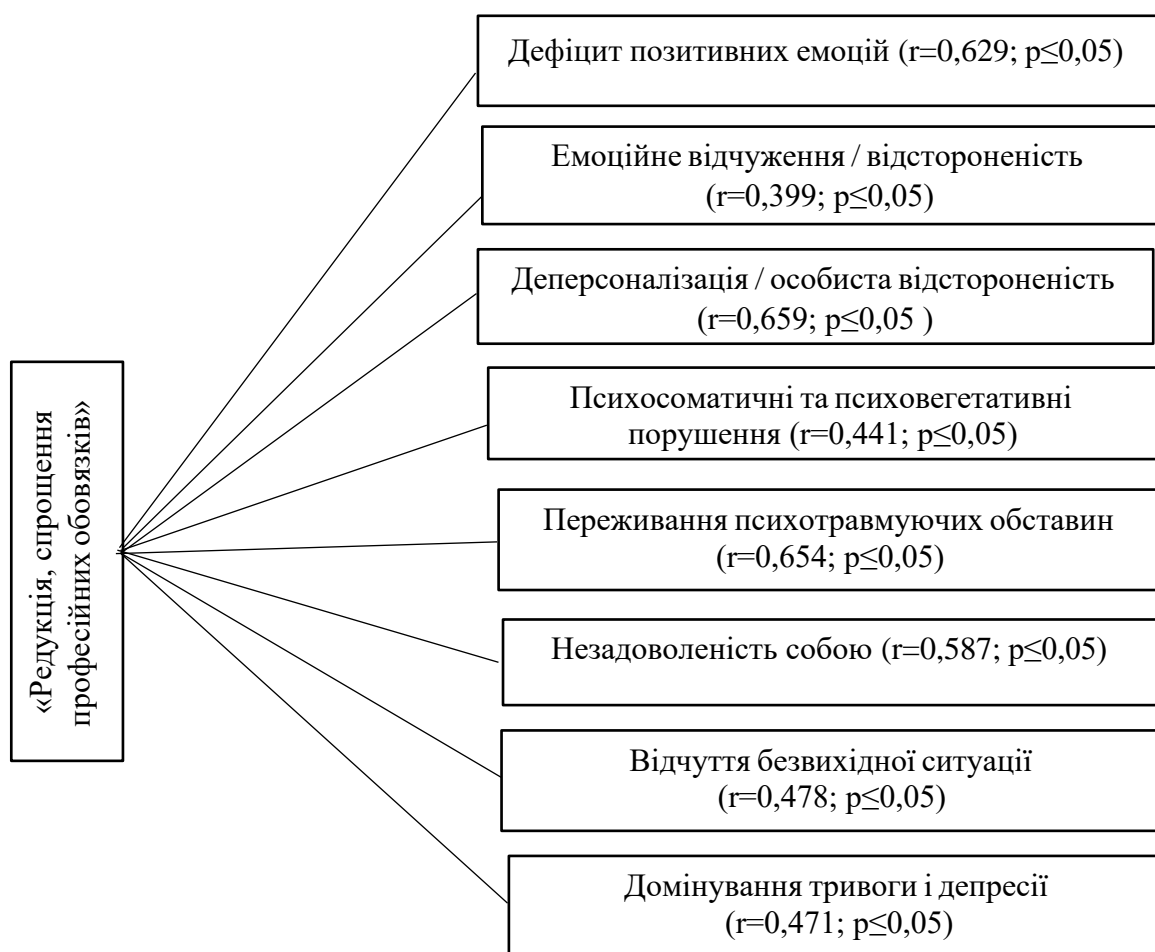 Дефіцит позитивних емоцій (r=0,629; p≤0,05)
Емоційне відчуження / відстороненість
(r=0,399; p≤0,05)
Деперсоналізація / особиста відстороненість
(r=0,659; p≤0,05 )
«Редукція, спрощення
професійних обовязків»
Психосоматичні та психовегетативні
порушення (r=0,441; p≤0,05)
Переживання психотравмуючих обставин
(r=0,654; p≤0,05)
Незадоволеність собою (r=0,587; p≤0,05)
Відчуття безвихідної ситуації
(r=0,478; p≤0,05)
Домінування тривоги і депресії
(r=0,471; p≤0,05)